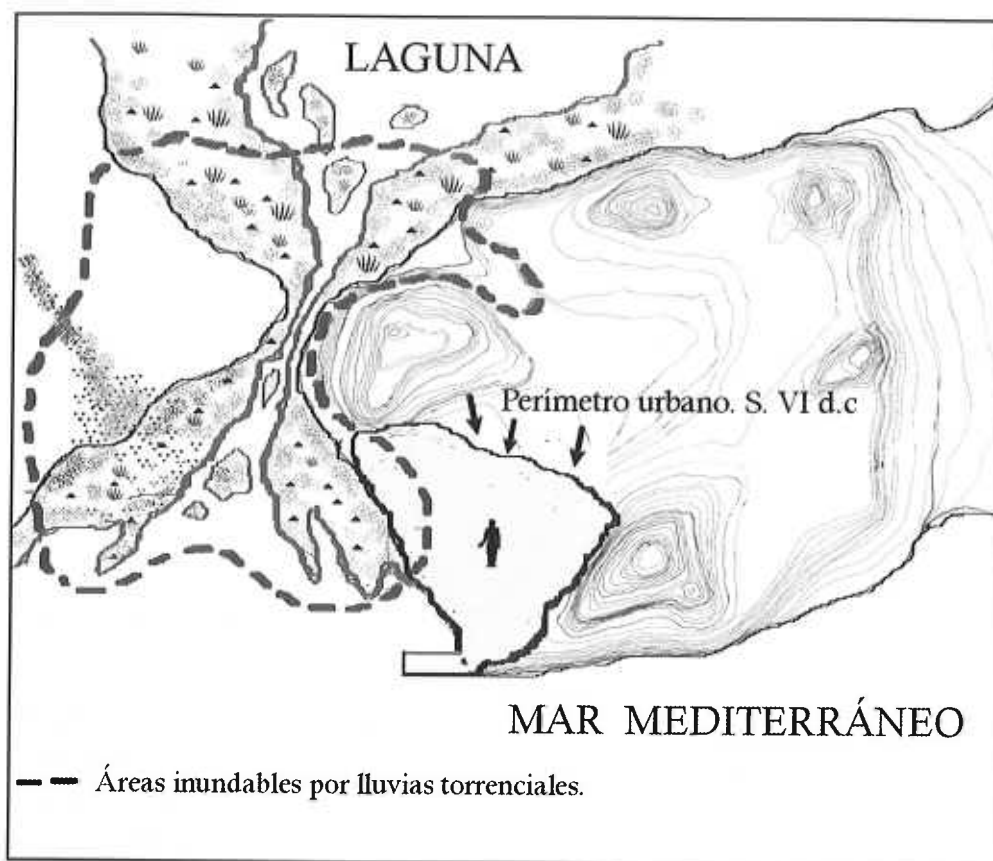 LAGUNA
Perímetro urbano. S. VI d.c
MAR MEDITERRÁNEO
Áreas inundables por lluvias torrenciales.